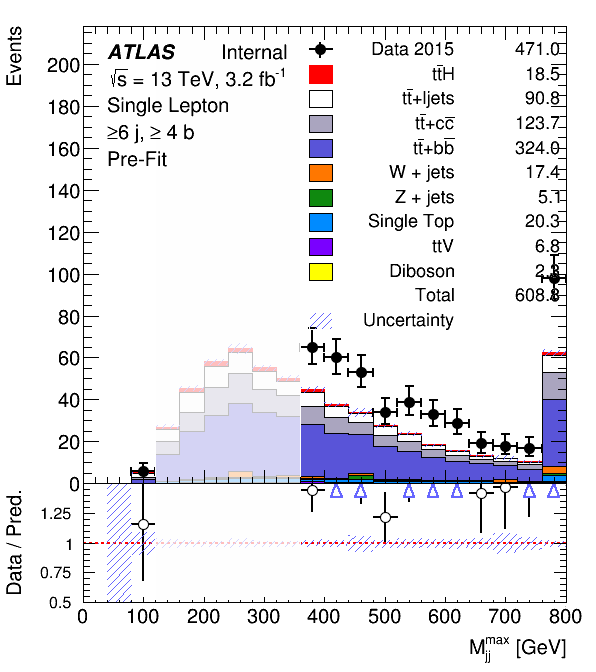 Events
ATLAS Internal
√s = 13 TeV, 3.2 fb-1
Single Lepton
≥6 j, ≥ 4 b
Pre-Fit
Data 2015 471.0
tt̄H 18.5
tt̄+ljets 90.8
tt̄+cc̄ 123.7
tt̄+bb̄ 324.0
W + jets 17.4
Z + jets 5.1
Single Top 20.3
ttV 6.8
Diboson
Total 608.8
Uncertainty
200
180
160
140
120
100
80
60
40
20
0
Data / Pred.
1.25
1
0.75
0.5
0 100 200 300 400 500 600 700 800
Mjjmax [GeV]